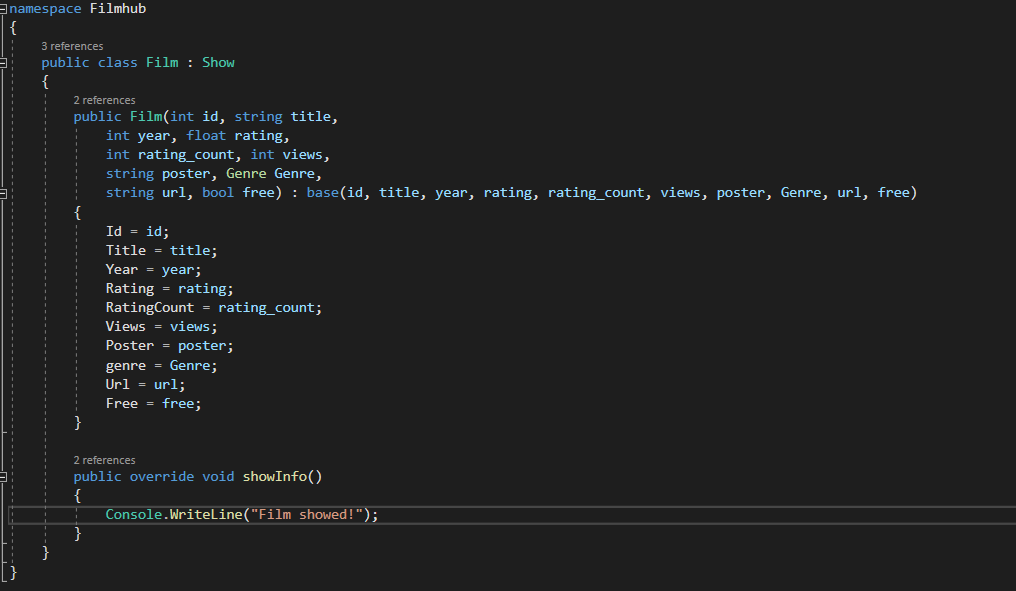 namespace Filmhub
{
3 references
public class Film : Show
{
2 references
public Film(int id, string title,
int year, float rating,
int rating_count, int views,
string poster, Genre Genre,
string url, bool free) : base(id, title, year, rating, rating_count, views, poster, Genre, url, free)
{
Id = id;
Title = title;
Year = year;
Rating = rating;
RatingCount = rating_count;
Views = views;
Poster = poster;
genre = Genre;
Url = url;
Free = free;
}
2 references
public override void showInfo()
{
Console.WriteLine("Film showed!");
}
}
}